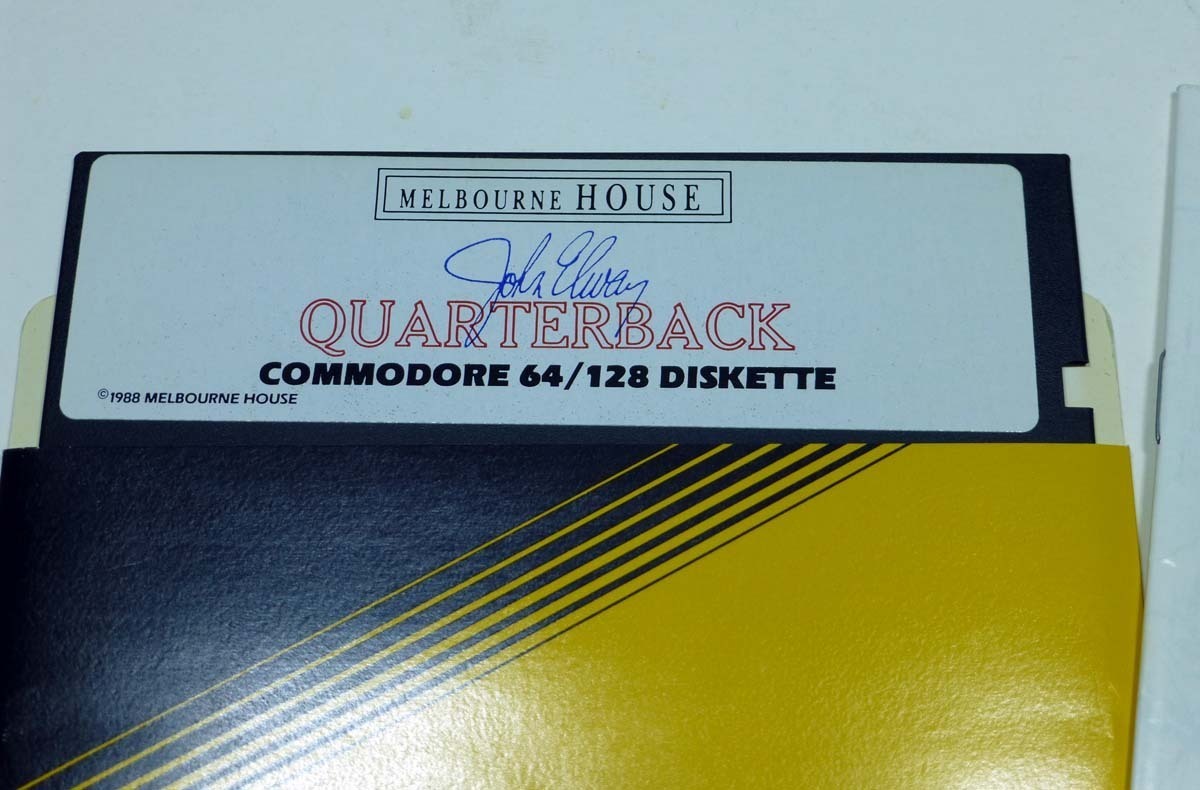 MELBOURNE HOUSE
John Elway
QUARTERBACK
COMMODORE 64/128 DISKETTE
©1988 MELBOURNE HOUSE